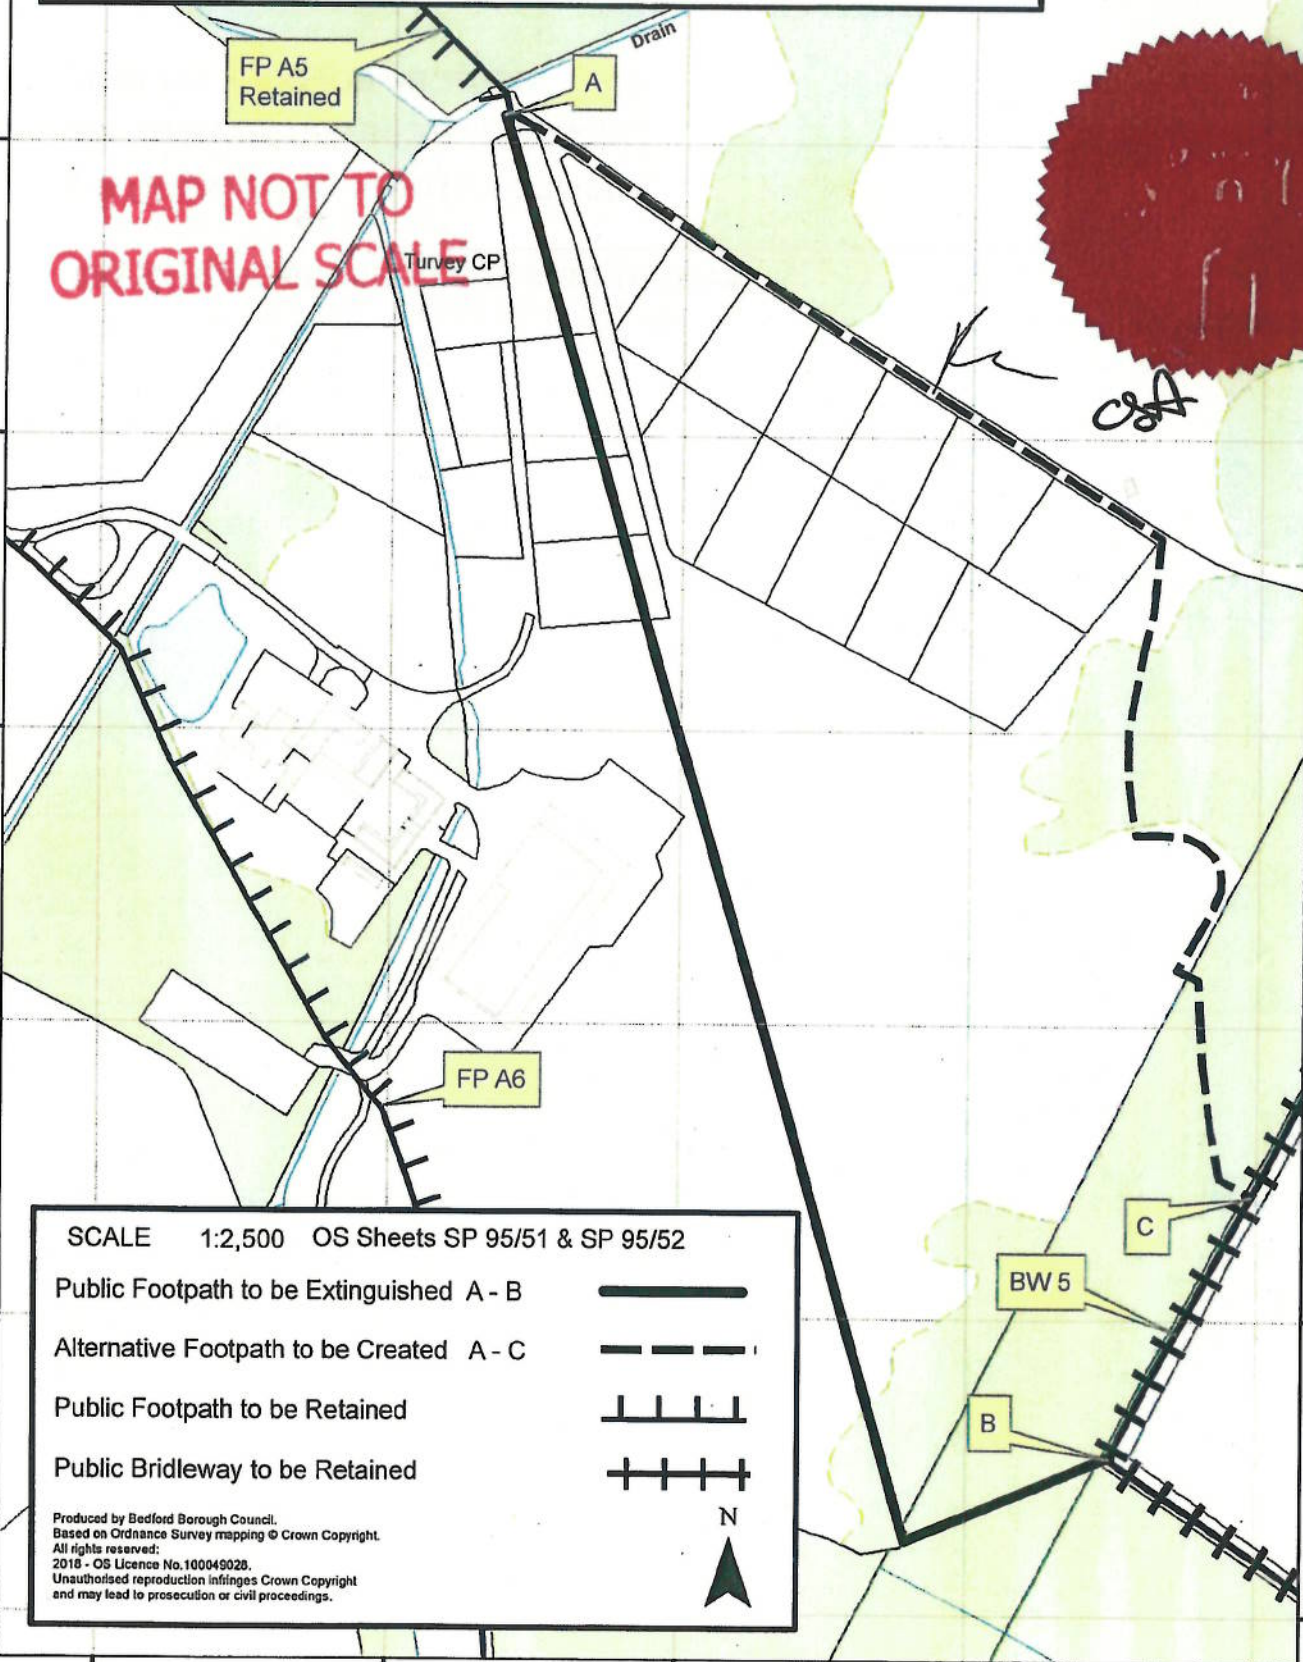 Drain
FP A5
Retained
A
MAP NOT TO
ORIGINAL SCALE
Turvey CP
FP A6
C
BW 5
B
SCALE 1:2,500 OS Sheets SP 95/51 & SP 95/52
Public Footpath to be Extinguished A - B
Alternative Footpath to be Created A - C
Public Footpath to be Retained
Public Bridleway to be Retained
N
Produced by Bedford Borough Council.
Based on Ordnance Survey mapping © Crown Copyright.
All rights reserved:
2018 - OS Licence No.100049028.
Unauthorised reproduction infringes Crown Copyright
and may lead to prosecution or civil proceedings.